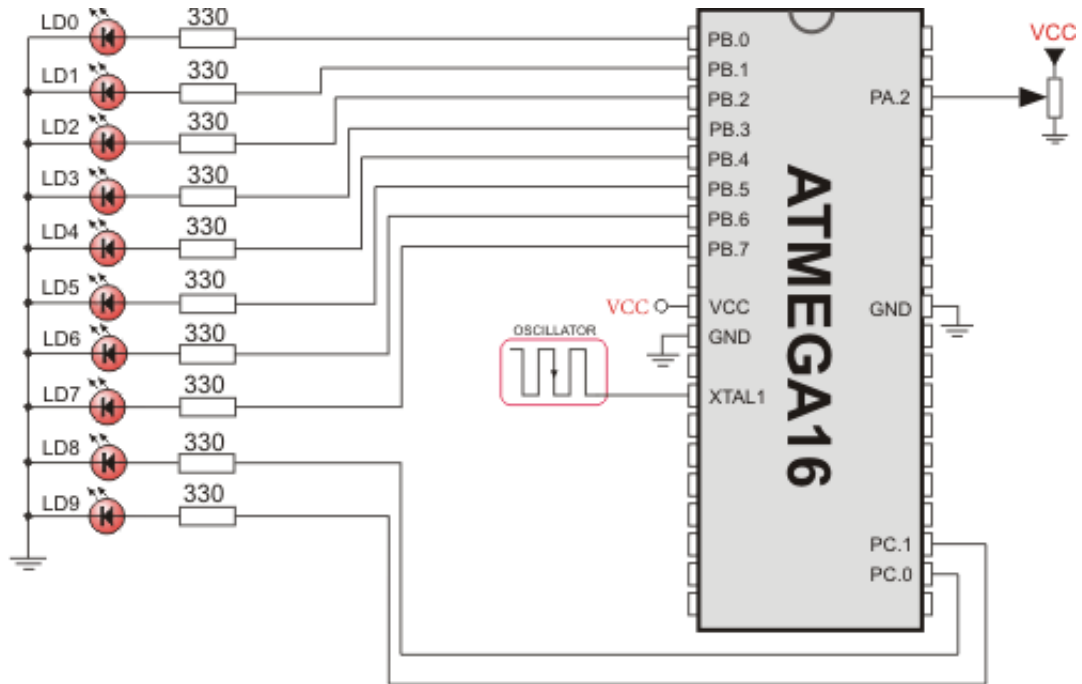 LD0
330
LD1
330
LD2
330
LD3
330
LD4
330
LD5
330
LD6
330
LD7
330
LD8
330
LD9
330
OSCILLATOR
VCC
PB.0
PB.1
PB.2
PB.3
PB.4
PB.5
PB.6
PB.7
VCC
GND
XTAL1
ATMEGA16
PA.2
GND
PC.1
PC.0
VCC